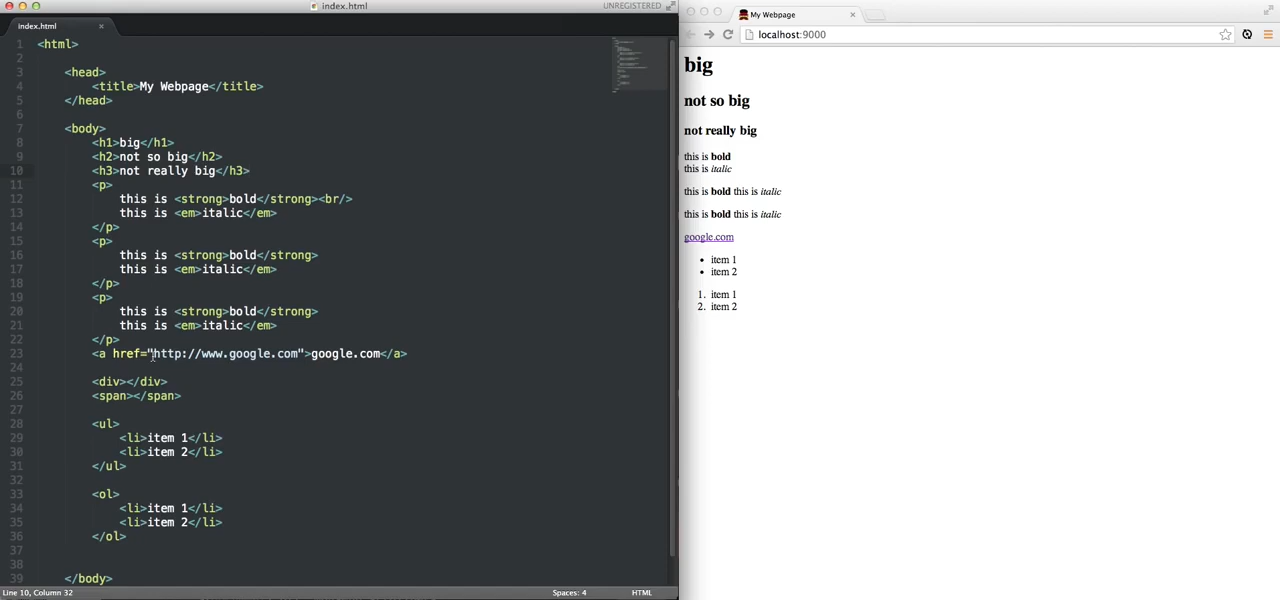 index.html
UNREGISTERED
index.html
1 <html>
2
3 <head>
4 <title>My Webpage</title>
5 </head>
6
7 <body>
8 <h1>big</h1>
9 <h2>not so big</h2>
10 <h3>not really big</h3>
11 <p>
12 this is <strong>bold</strong><br/>
13 this is <em>italic</em>
14 </p>
15 <p>
16 this is <strong>bold</strong>
17 this is <em>italic</em>
18 </p>
19 <p>
20 this is <strong>bold</strong>
21 this is <em>italic</em>
22 </p>
23 <a href="http://www.google.com">google.com</a>
24
25 <div></div>
26 <span></span>
27
28 <ul>
29 <li>item 1</li>
30 <li>item 2</li>
31 </ul>
32
33 <ol>
34 <li>item 1</li>
35 <li>item 2</li>
36 </ol>
37
38
39 </body>
Line 10, Column 32
Spaces: 4
HTML
My Webpage
localhost:9000
big
not so big
not really big
this is bold
this is italic
this is bold this is italic
this is bold this is italic
google.com
• item 1
• item 2
1. item 1
2. item 2